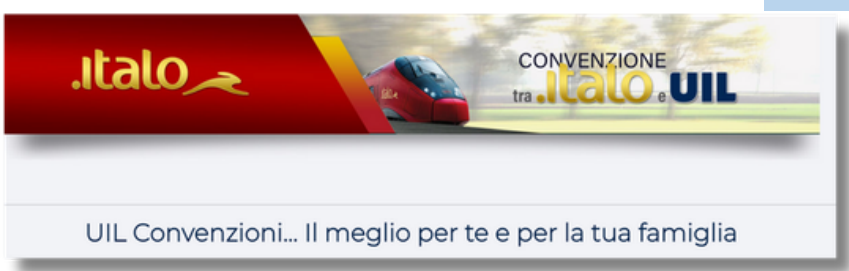 .italo
CONVENZIONE
tra .italo e UIL
UIL Convenzioni... Il meglio per te e per la tua famiglia